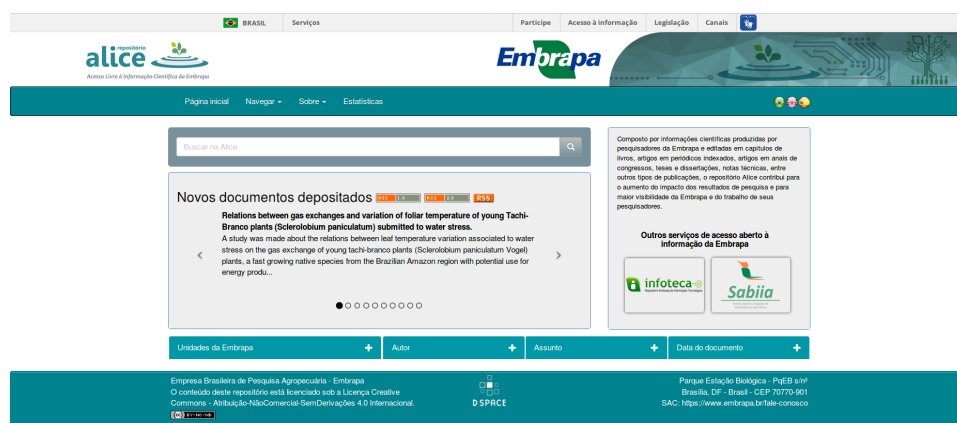 BRASIL Serviços Participe Acesso à informação Legislação Canais
repositório
alice
Acesso Livre à Informação Científica da Embrapa
Embrapa
Página inicial Navegar Sobre Estatísticas
Buscar na Alice
Novos documentos depositados RSS 1.0 RSS 2.0 RSS
Relations between gas exchanges and variation of foliar temperature of young Tachi-
Branco plants (Sclerolobium paniculatum) submitted to water stress.
A study was made about the relations between leaf temperature variation associated to water
stress on the gas exchange of young tachi-branco plants (Sclerolobium paniculatum Vogel)
plants, a fast growing native species from the Brazilian Amazon region with potential use for
energy produ...
Composto por informações científicas produzidas por
pesquisadores da Embrapa e editadas em capítulos de
livros, artigos em periódicos indexados, artigos em anais de
congressos, teses e dissertações, notas técnicas, entre
outros tipos de publicações, o repositório Alice contribui para
o aumento do impacto dos resultados de pesquisa e para
maior visibilidade da Embrapa e do trabalho de seus
pesquisadores.
Outros serviços de acesso aberto à
informação da Embrapa
infoteca-e
Sabiia
Unidades da Embrapa
Autor
Assunto
Data do documento
Empresa Brasileira de Pesquisa Agropecuária - Embrapa
O conteúdo deste repositório está licenciado sob a Licença Creative
Commons - Atribuição-NãoComercial-SemDerivações 4.0 Internacional.
(cc) BY-NC-ND
DSPACE
Parque Estação Biológica - PqEB s/nº
Brasília, DF - Brasil - CEP 70770-901
SAC: https://www.embrapa.br/fale-conosco